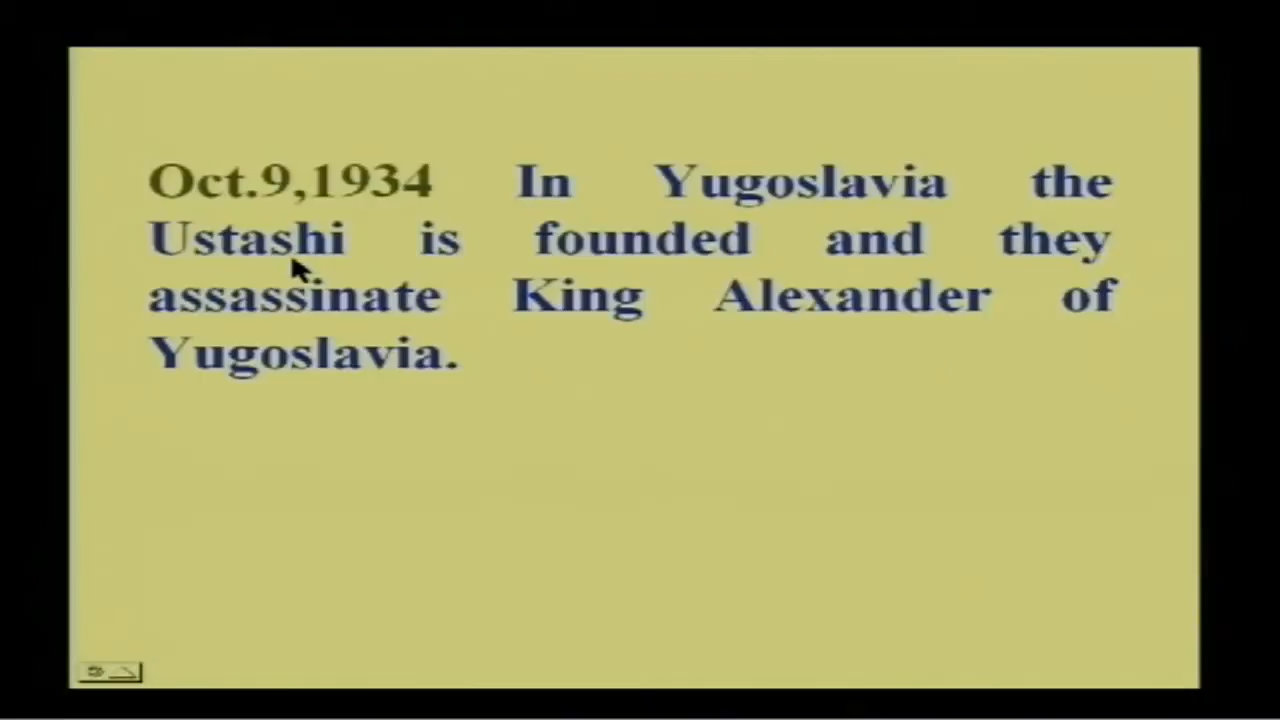 Oct.9,1934 In Yugoslavia the
Ustashi is founded and they
assassinate King Alexander of
Yugoslavia.